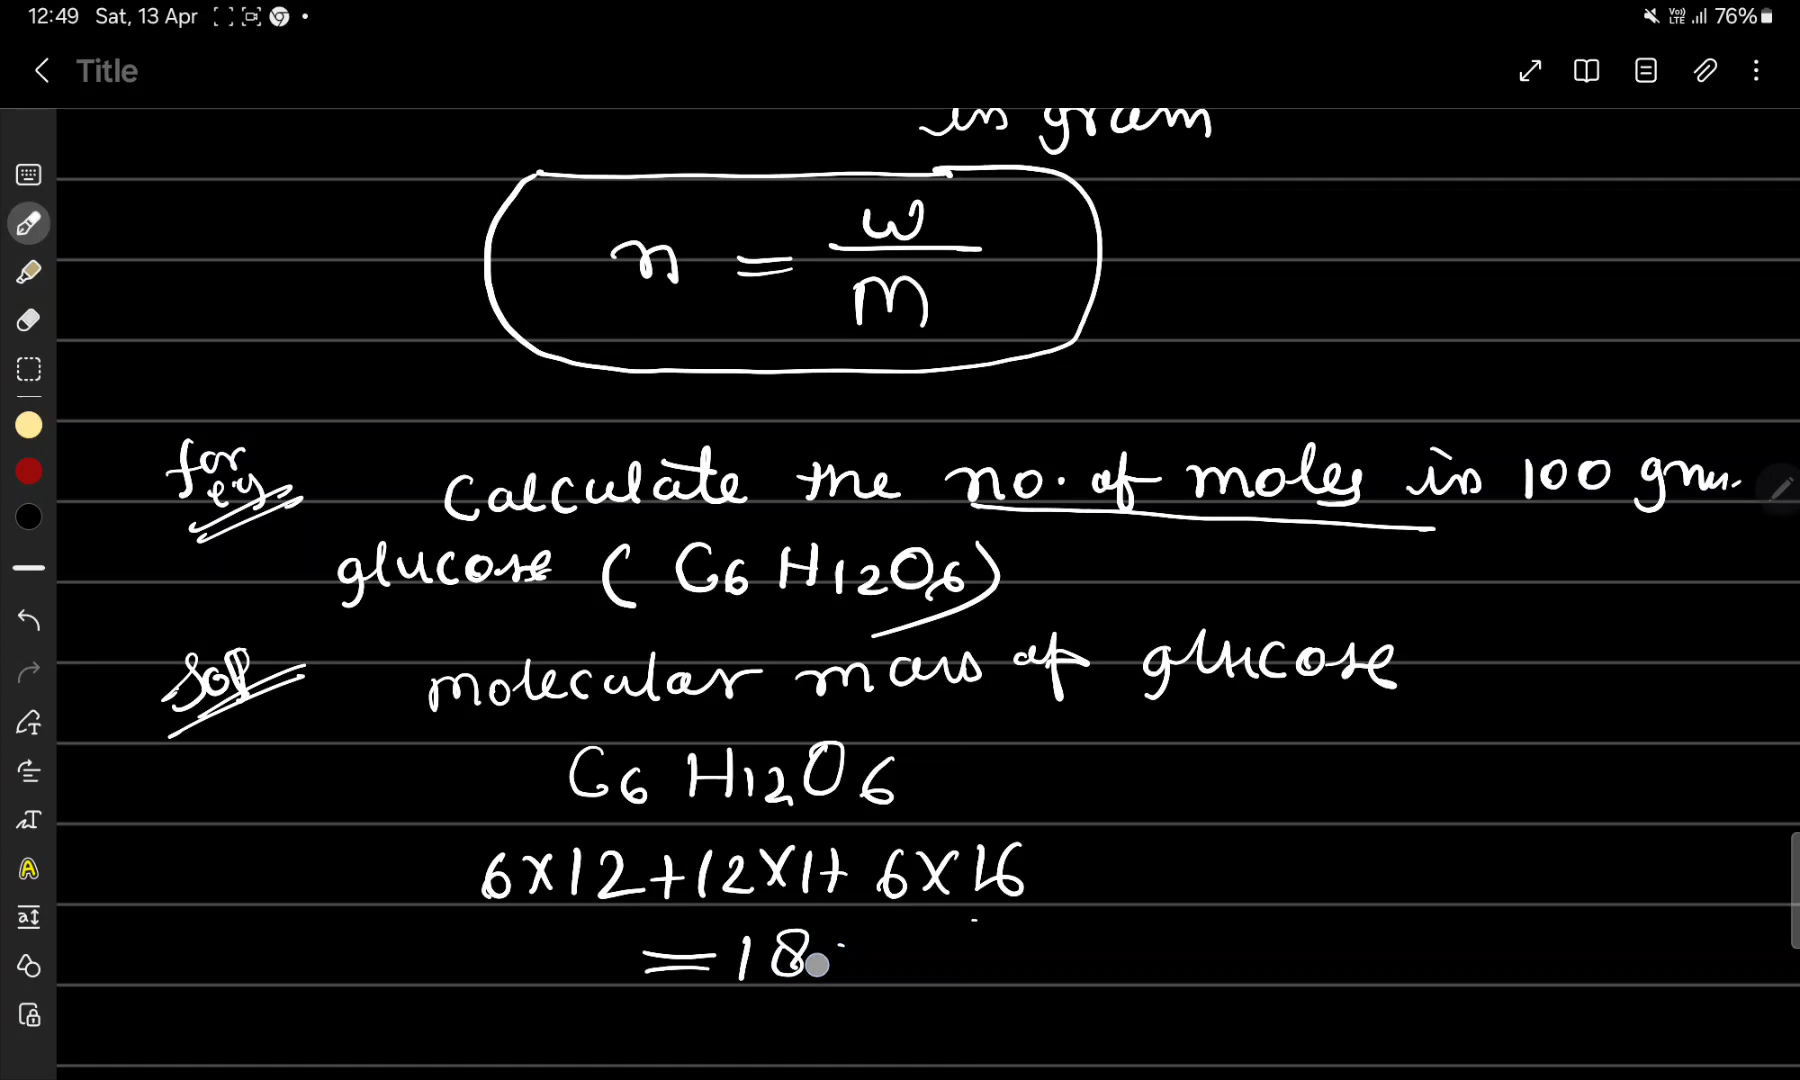 12:49 Sat, 13 Apr 76%
Title
in gram
n = w/m
for eg Calculate the no. of moles in 100 gm.
glucose (C6 H12O6)
Sol molecular mass of glucose
C6 H12O6
6×12+12×1+ 6×16
=18